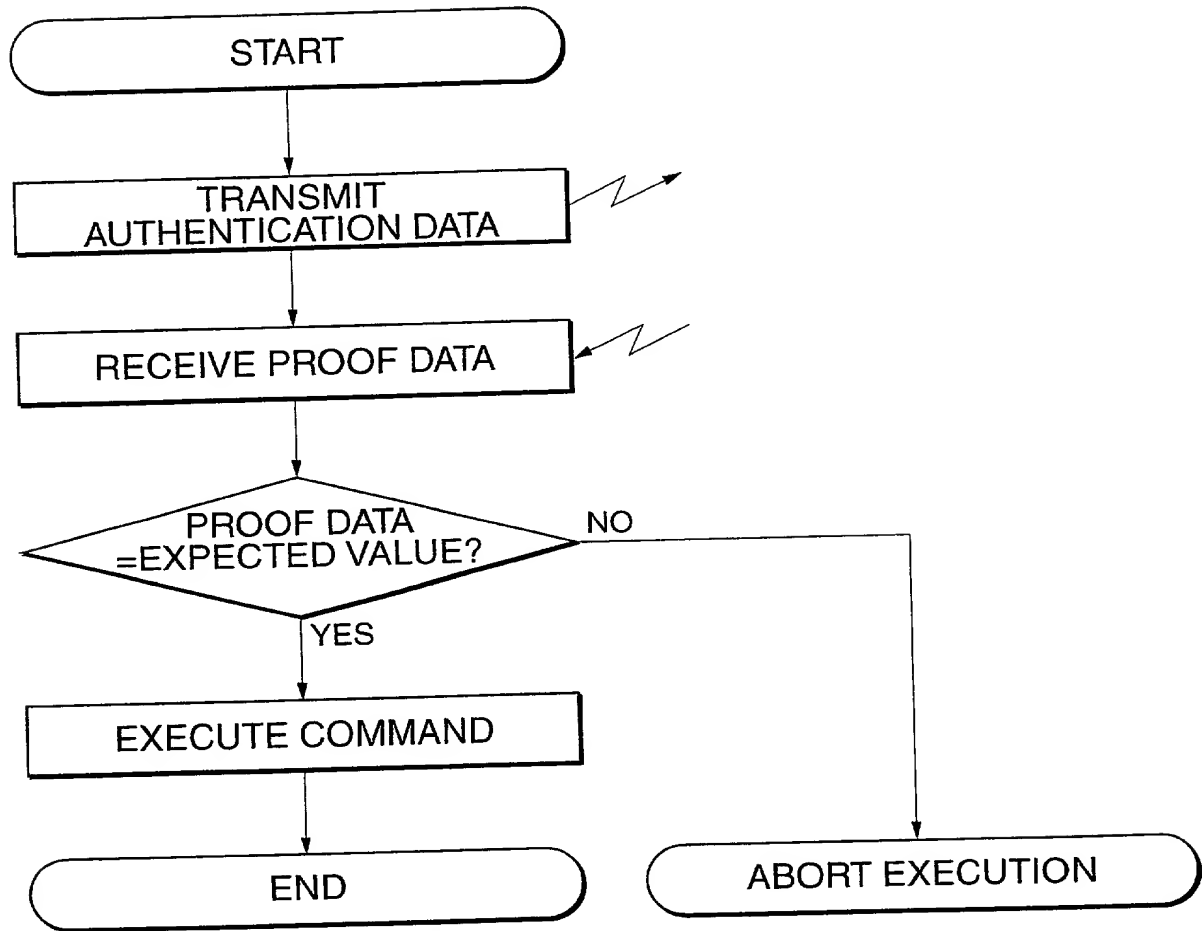 START
TRANSMIT
AUTHENTICATION DATA
RECEIVE PROOF DATA
PROOF DATA
=EXPECTED VALUE?
NO
YES
EXECUTE COMMAND
END
ABORT EXECUTION